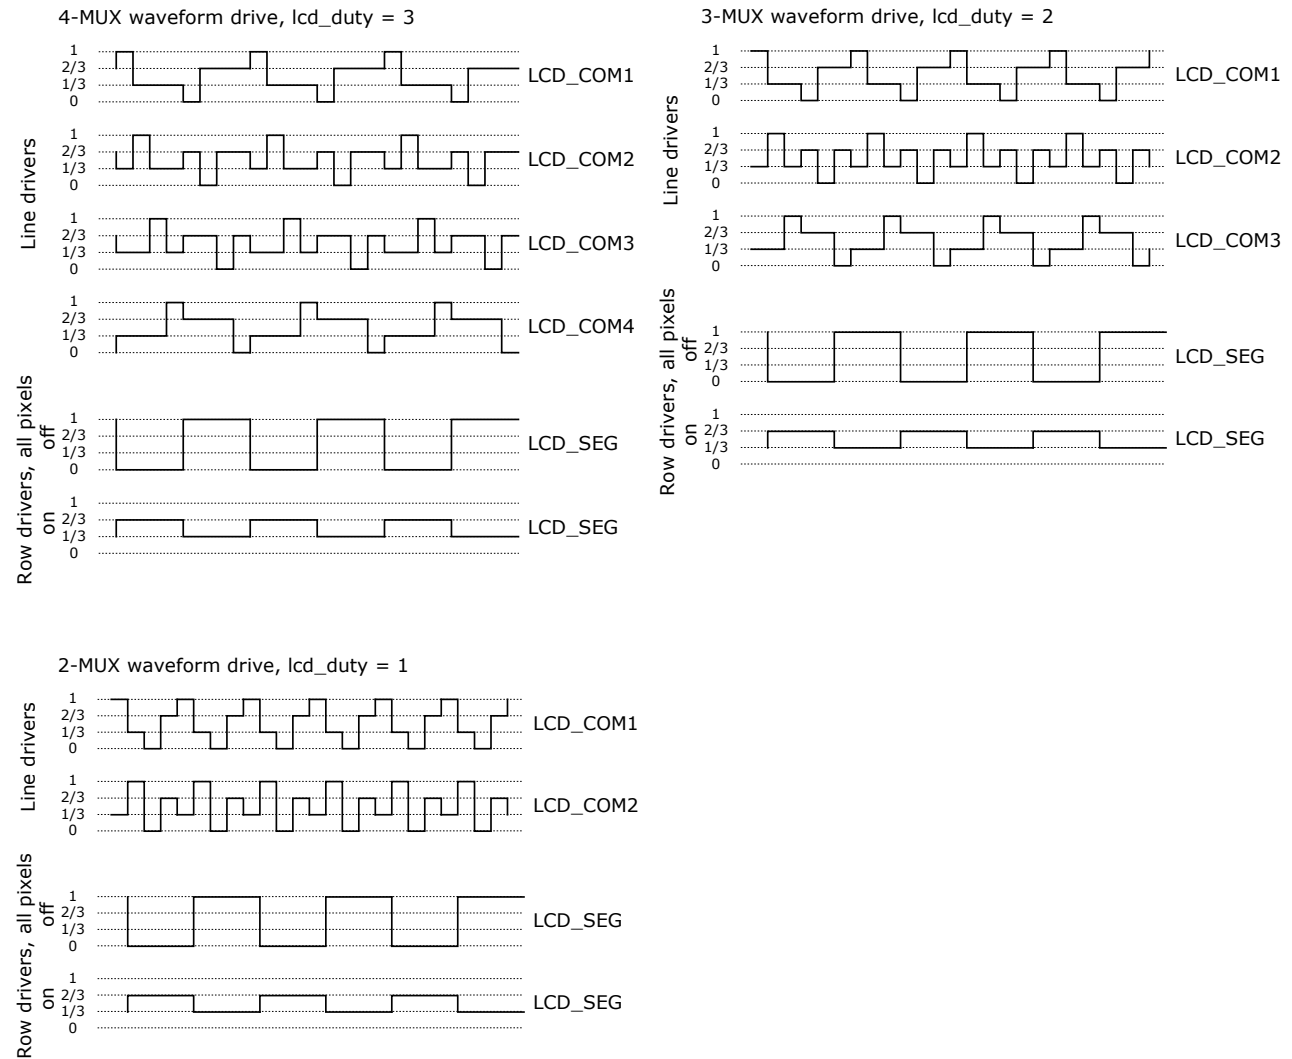 4-MUX waveform drive, lcd_duty = 3
Line drivers
1
2/3
1/3
0
LCD_COM1
1
2/3
1/3
0
LCD_COM2
1
2/3
1/3
0
LCD_COM3
1
2/3
1/3
0
LCD_COM4
Row drivers, all pixels
off
1
2/3
1/3
0
LCD_SEG
on
1
2/3
1/3
0
LCD_SEG
3-MUX waveform drive, lcd_duty = 2
Line drivers
1
2/3
1/3
0
LCD_COM1
1
2/3
1/3
0
LCD_COM2
1
2/3
1/3
0
LCD_COM3
Row drivers, all pixels
off
1
2/3
1/3
0
LCD_SEG
on
1
2/3
1/3
0
LCD_SEG
2-MUX waveform drive, lcd_duty = 1
Line drivers
1
2/3
1/3
0
LCD_COM1
1
2/3
1/3
0
LCD_COM2
Row drivers, all pixels
off
1
2/3
1/3
0
LCD_SEG
on
1
2/3
1/3
0
LCD_SEG